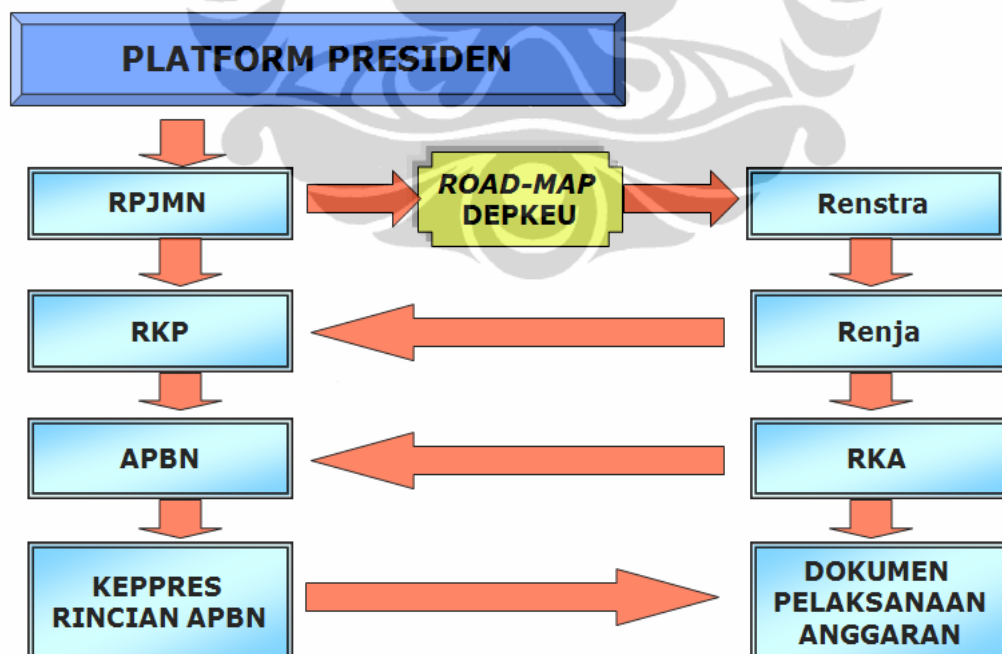 PLATFORM PRESIDEN
RPJMN
ROAD-MAP
DEPKEU
Renstra
RKP
Renja
APBN
RKA
KEPPRES
RINCIAN APBN
DOKUMEN
PELAKSANAAN
ANGGARAN